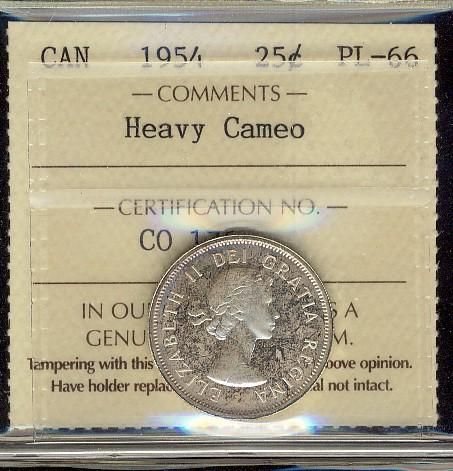 CAN 1954 25¢ PL-66
— COMMENTS —
Heavy Cameo
— CERTIFICATION NO. —
CO
IN A
Tampering with this opinion.
Have holder not intact.
ELIZABETH II DEI GRATIA REGINA